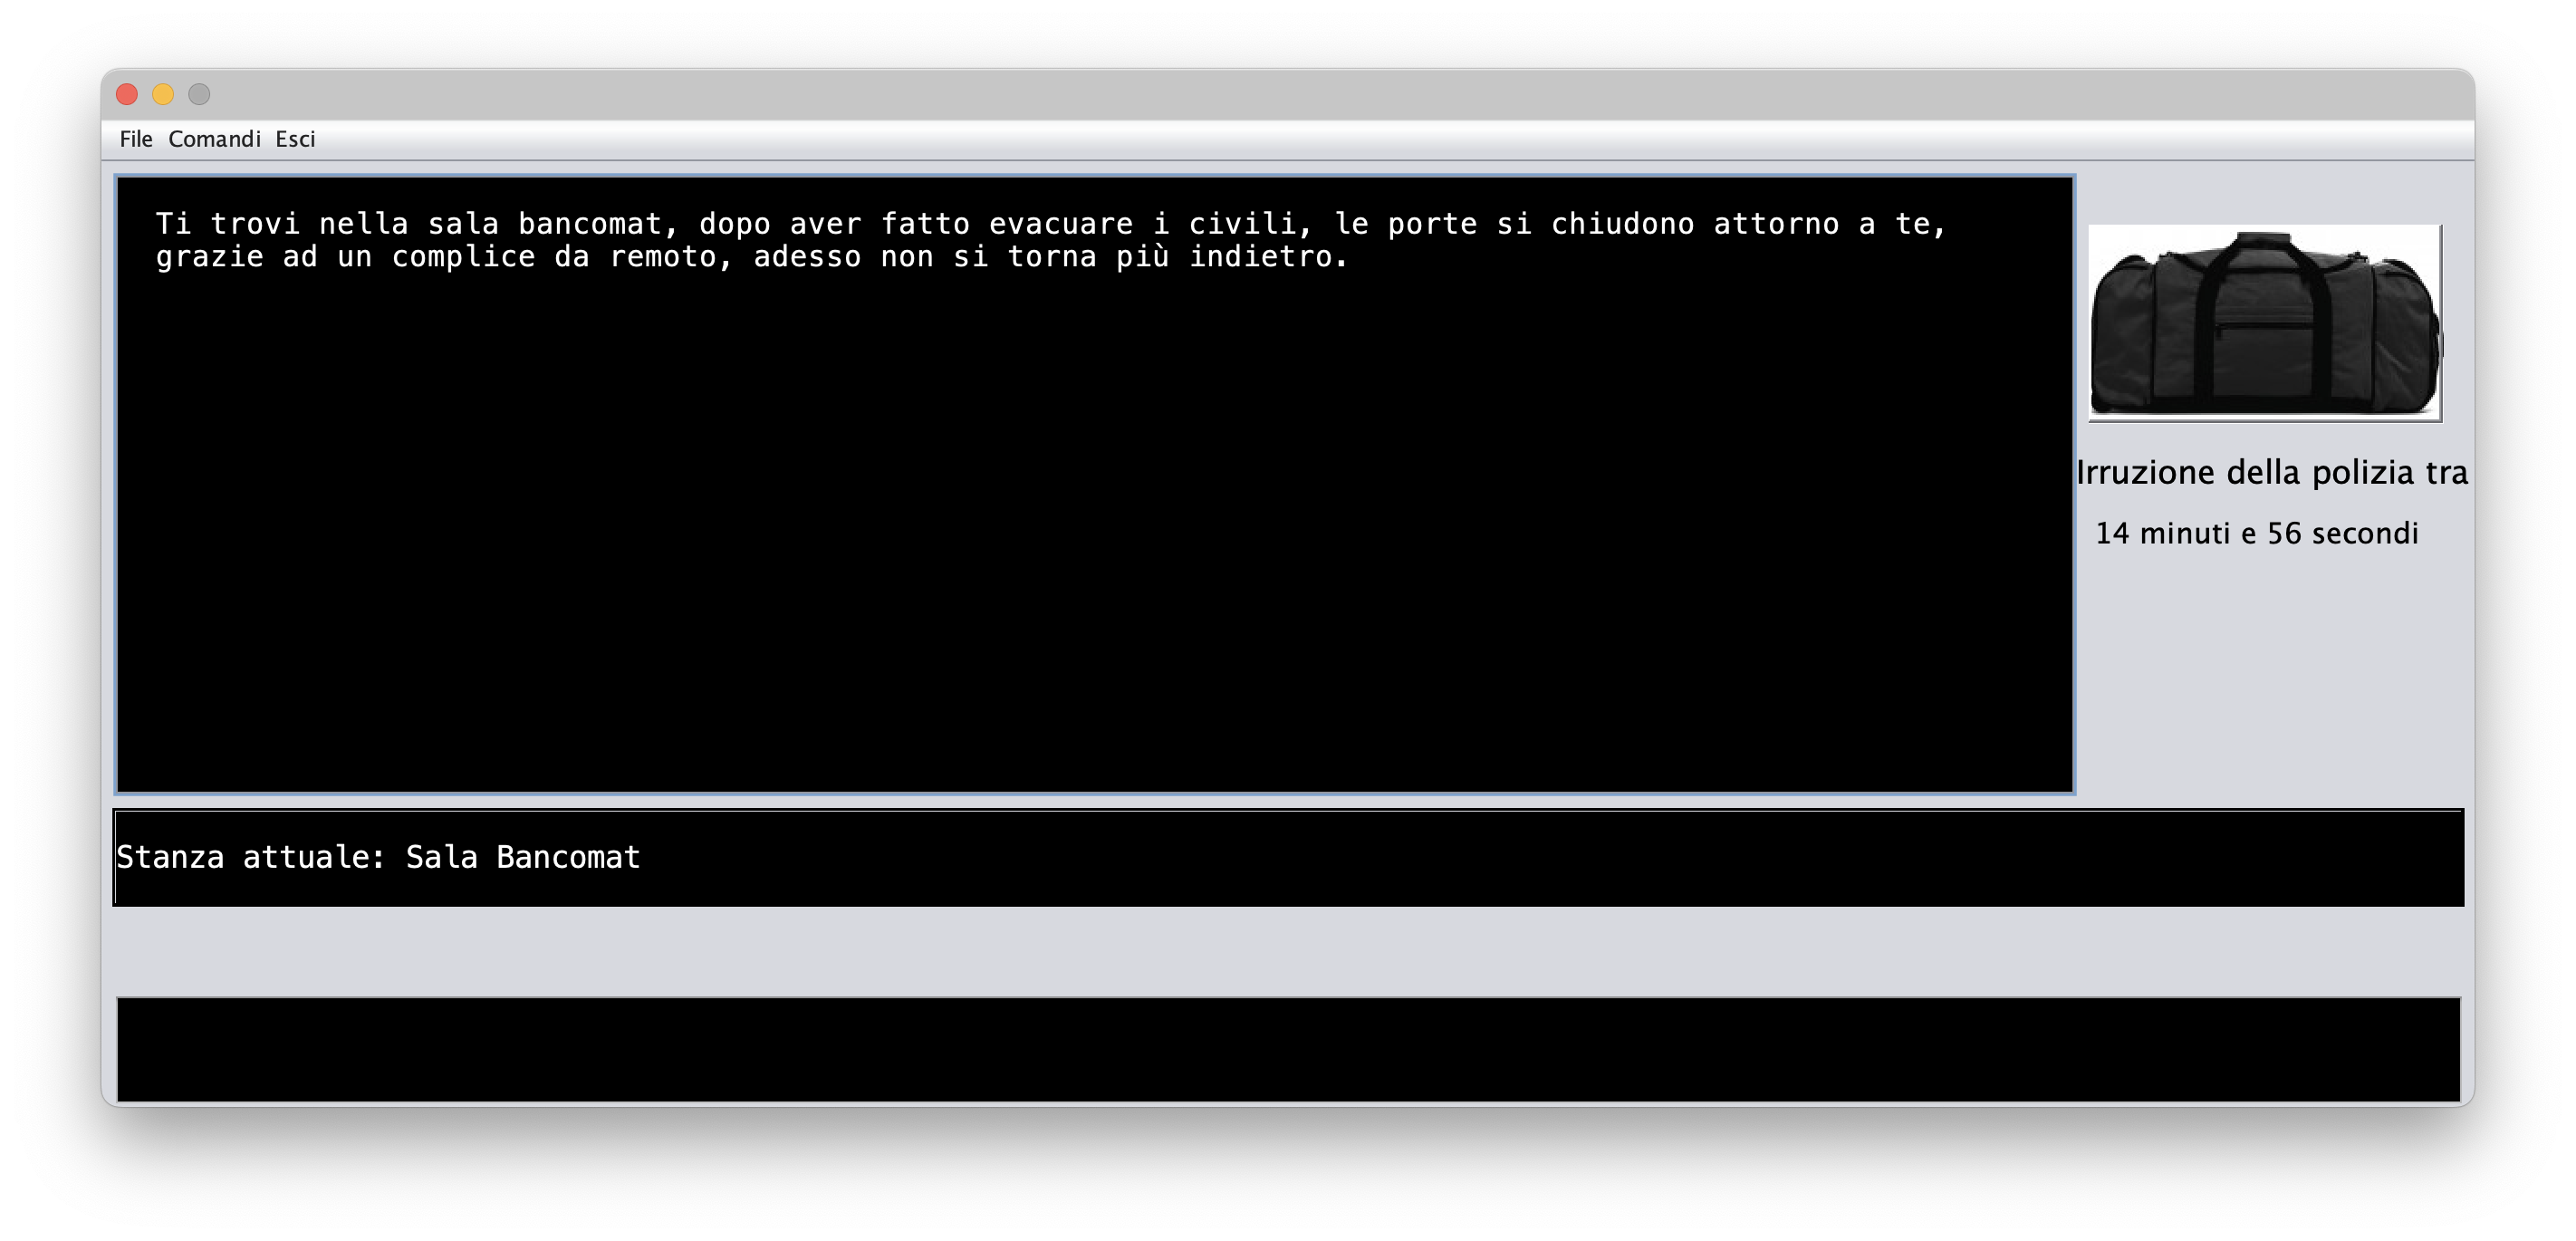 File Comandi Esci
Ti trovi nella sala bancomat, dopo aver fatto evacuare i civili, le porte si chiudono attorno a te,
grazie ad un complice da remoto, adesso non si torna più indietro.
Irruzione della polizia tra
14 minuti e 56 secondi
Stanza attuale: Sala Bancomat